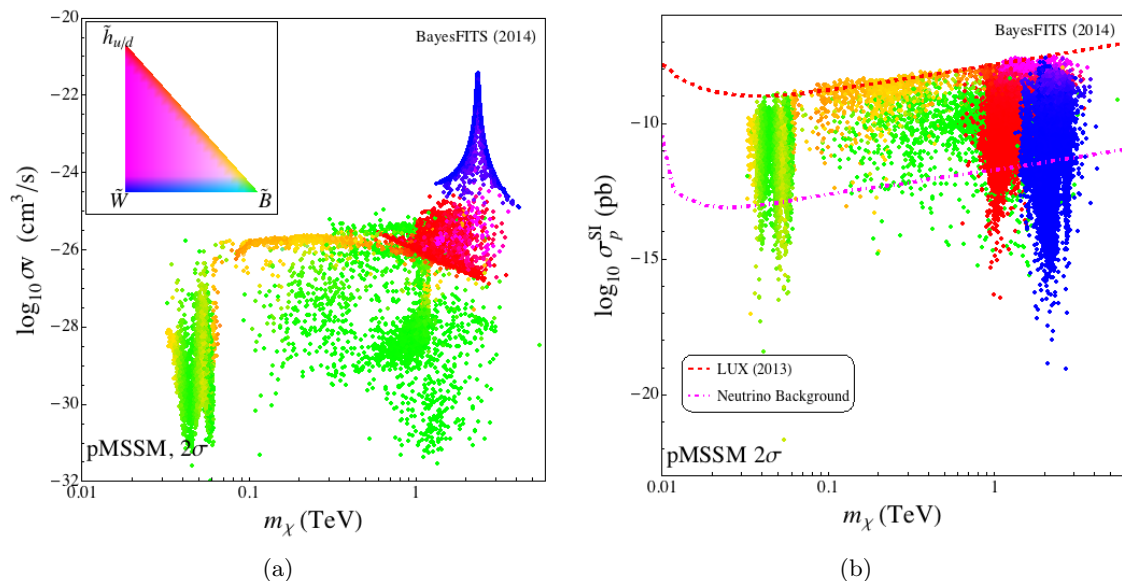 −20
−22
−24
−26
−28
−30
−32
log₁₀ σv (cm³/s)
BayesFITS (2014)
h̃u/d
W̃
B̃
pMSSM, 2σ
0.01
0.1
1
mχ (TeV)
(a)
−10
−15
−20
log₁₀ σₚ^SI (pb)
BayesFITS (2014)
LUX (2013)
Neutrino Background
pMSSM 2σ
0.01
0.1
1
mχ (TeV)
(b)